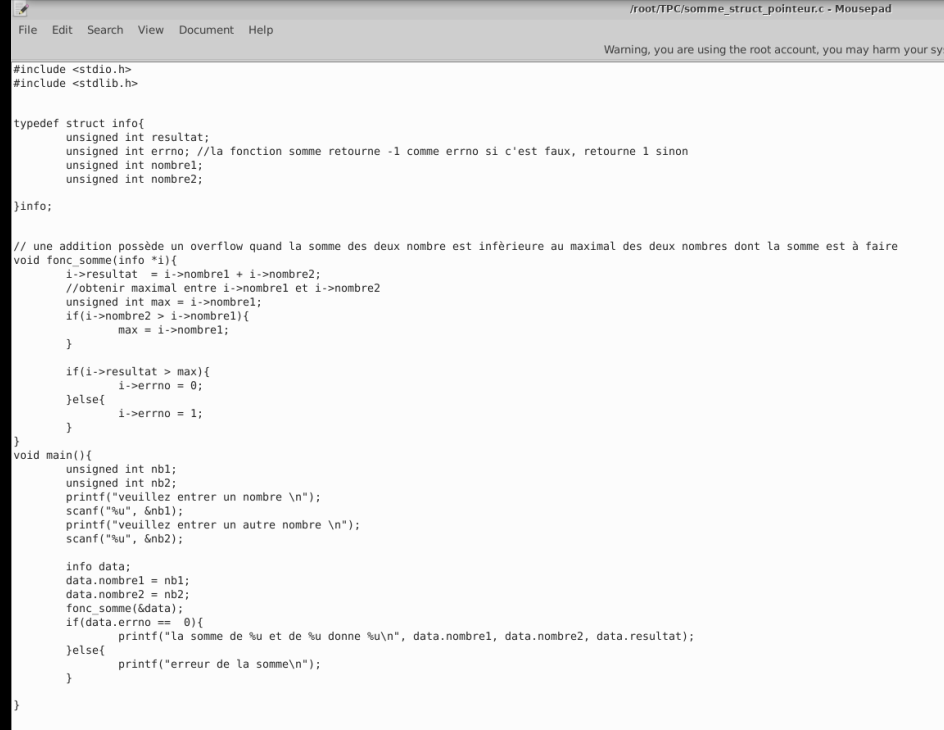 /root/TPC/somme_struct_pointeur.c - Mousepad
File Edit Search View Document Help
Warning, you are using the root account, you may harm your sy
#include <stdio.h>
#include <stdlib.h>
typedef struct info{
unsigned int resultat;
unsigned int errno; //la fonction somme retourne -1 comme errno si c'est faux, retourne 1 sinon
unsigned int nombre1;
unsigned int nombre2;
}info;
// une addition possède un overflow quand la somme des deux nombre est infèrieure au maximal des deux nombres dont la somme est à faire
void fonc_somme(info *i){
i->resultat  = i->nombre1 + i->nombre2;
//obtenir maximal entre i->nombre1 et i->nombre2
unsigned int max = i->nombre1;
if(i->nombre2 > i->nombre1){
max = i->nombre1;
}
if(i->resultat > max){
i->errno = 0;
}else{
i->errno = 1;
}
}
void main(){
unsigned int nb1;
unsigned int nb2;
printf("veuillez entrer un nombre \n");
scanf("%u", &nb1);
printf("veuillez entrer un autre nombre \n");
scanf("%u", &nb2);
info data;
data.nombre1 = nb1;
data.nombre2 = nb2;
fonc_somme(&data);
if(data.errno ==  0){
printf("la somme de %u et de %u donne %u\n", data.nombre1, data.nombre2, data.resultat);
}else{
printf("erreur de la somme\n");
}
}